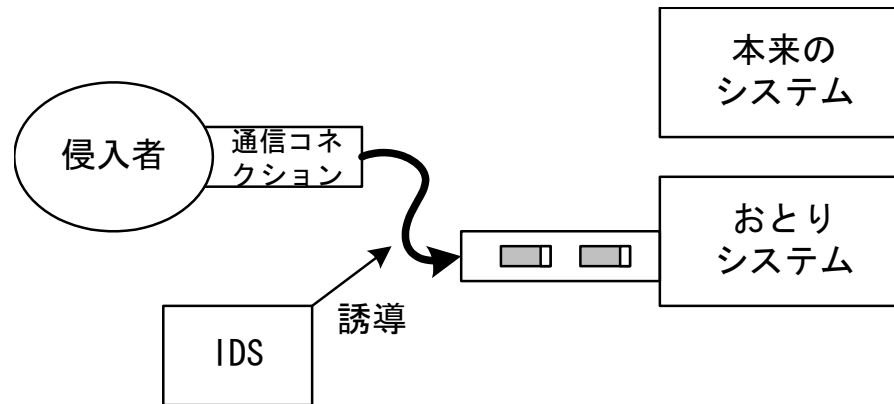 本来の
システム
侵入者
通信コネ
クション
おとり
システム
誘導
IDS